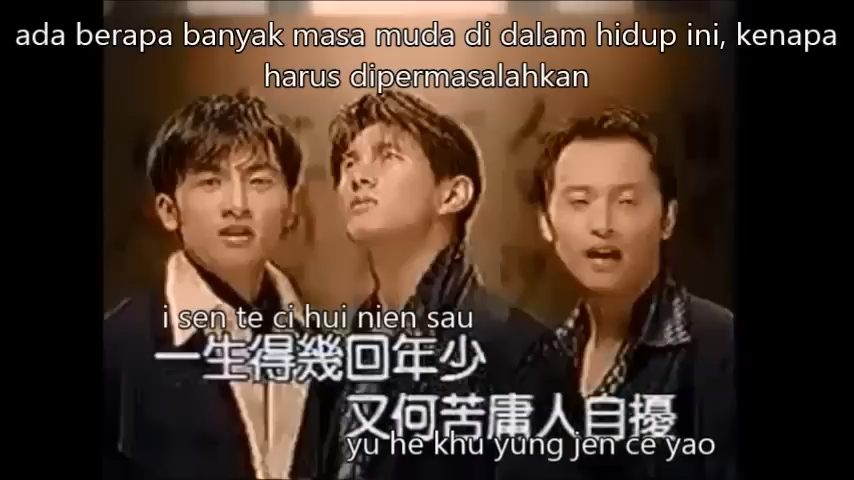 ada berapa banyak masa muda di dalam hidup ini, kenapa
harus dipermasalahkan
i sen te ci hui nien sau
一生得幾回年少
又何苦庸人自擾
yu he khu yung jen ce yao